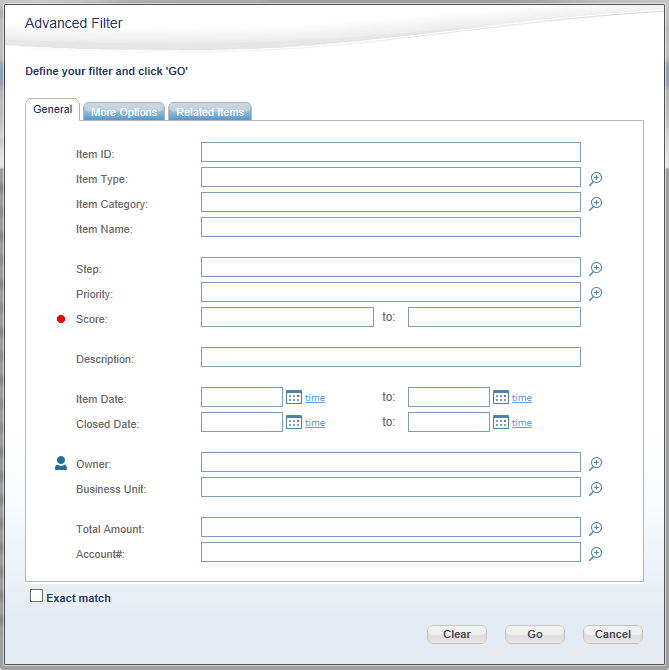 Advanced Filter
Define your filter and click 'GO'
General More Options Related Items
Item ID:
Item Type:
Item Category:
Item Name:
Step:
Priority:
Score: to:
Description:
Item Date: time to: time
Closed Date: time to: time
Owner:
Business Unit:
Total Amount:
Account#:
Exact match
Clear Go Cancel